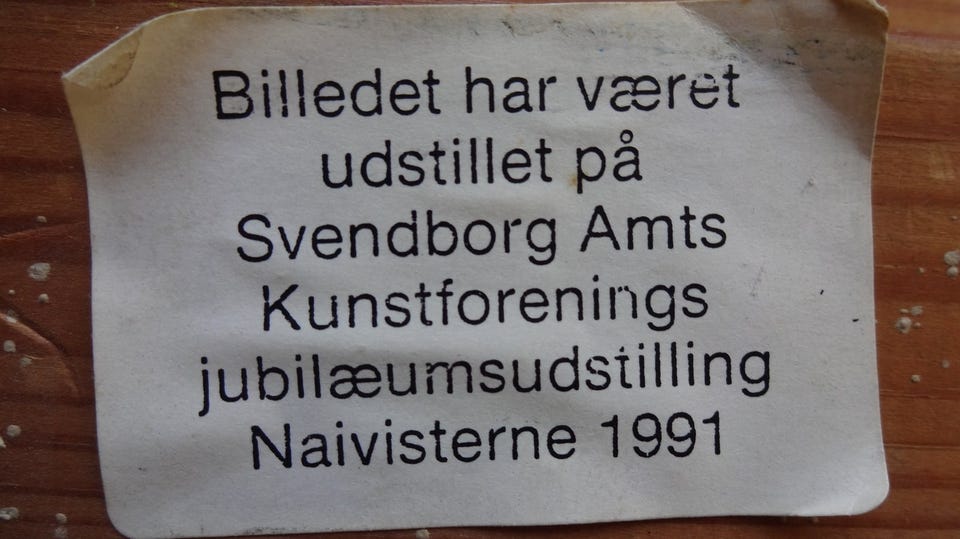 Billedet har været
udstillet på
Svendborg Amts
Kunstforenings
jubilæumsudstilling
Naivisterne 1991